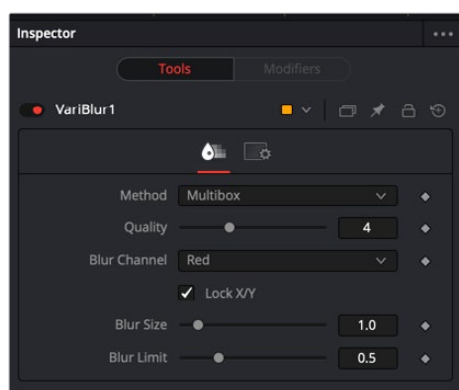 Inspector
Tools Modifiers
VariBlur1
Method Multibox
Quality 4
Blur Channel Red
Lock X/Y
Blur Size 1.0
Blur Limit 0.5